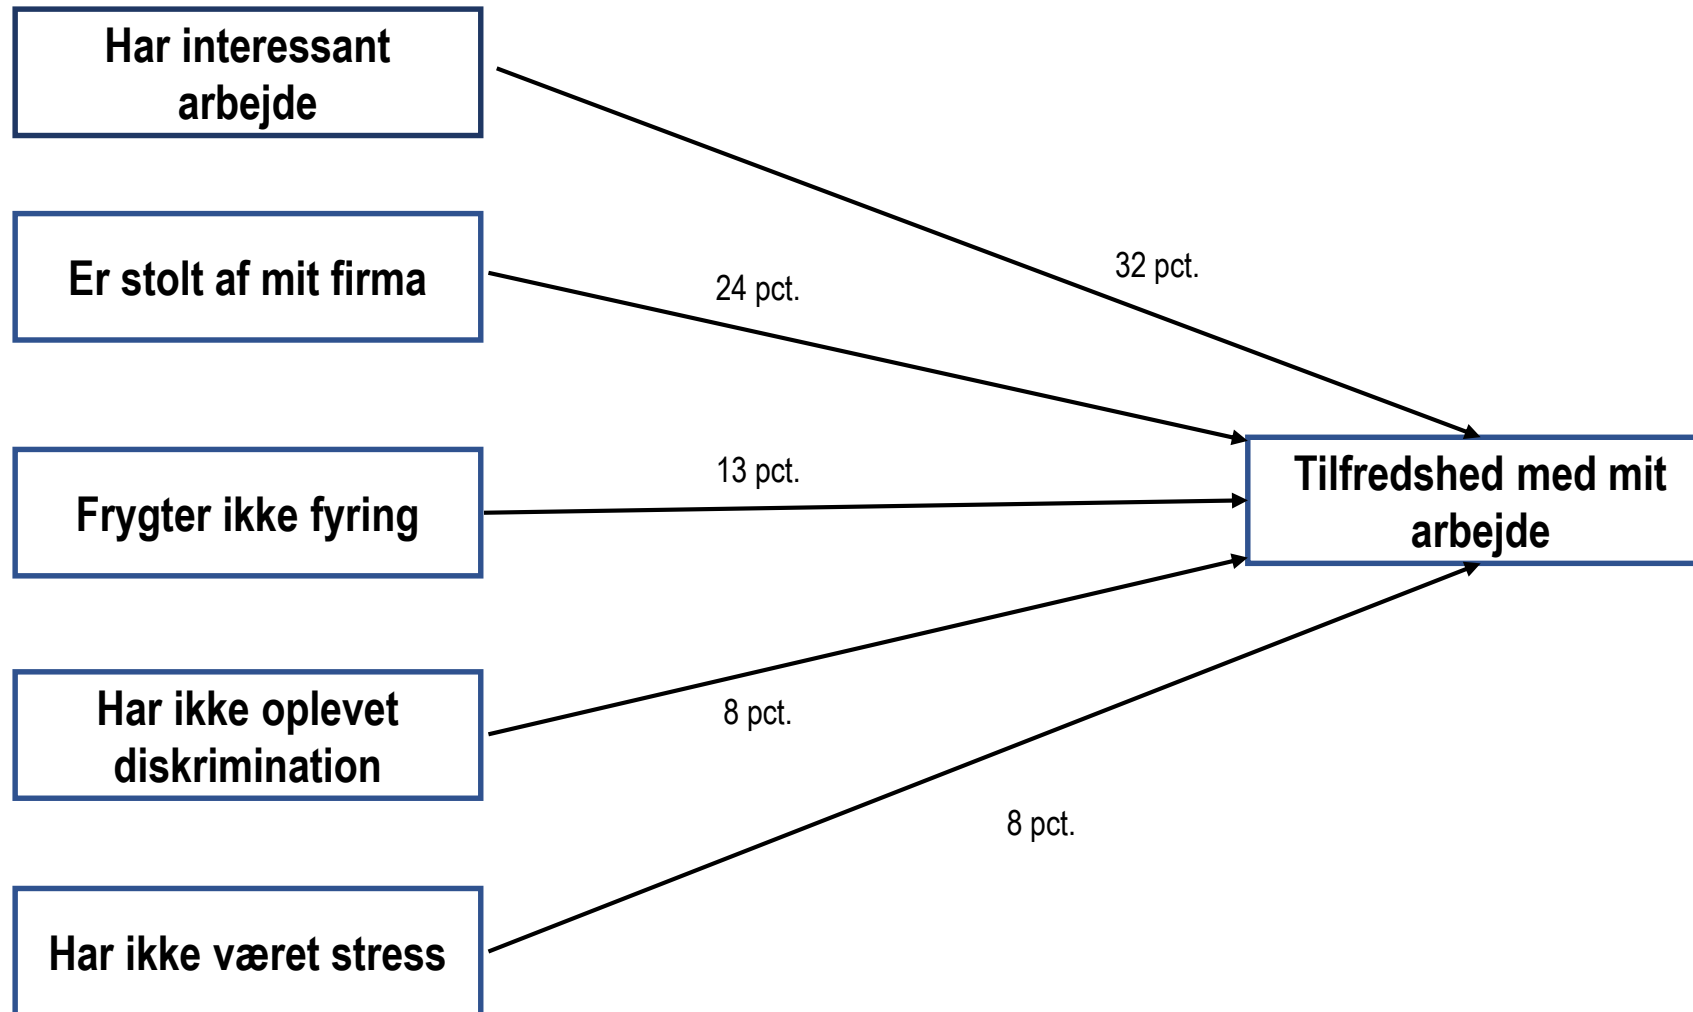 Har interessant
arbejde
32 pct.
Er stolt af mit firma
24 pct.
Frygter ikke fyring
13 pct.
Tilfredshed med mit
arbejde
Har ikke oplevet
diskrimination
8 pct.
8 pct.
Har ikke været stress